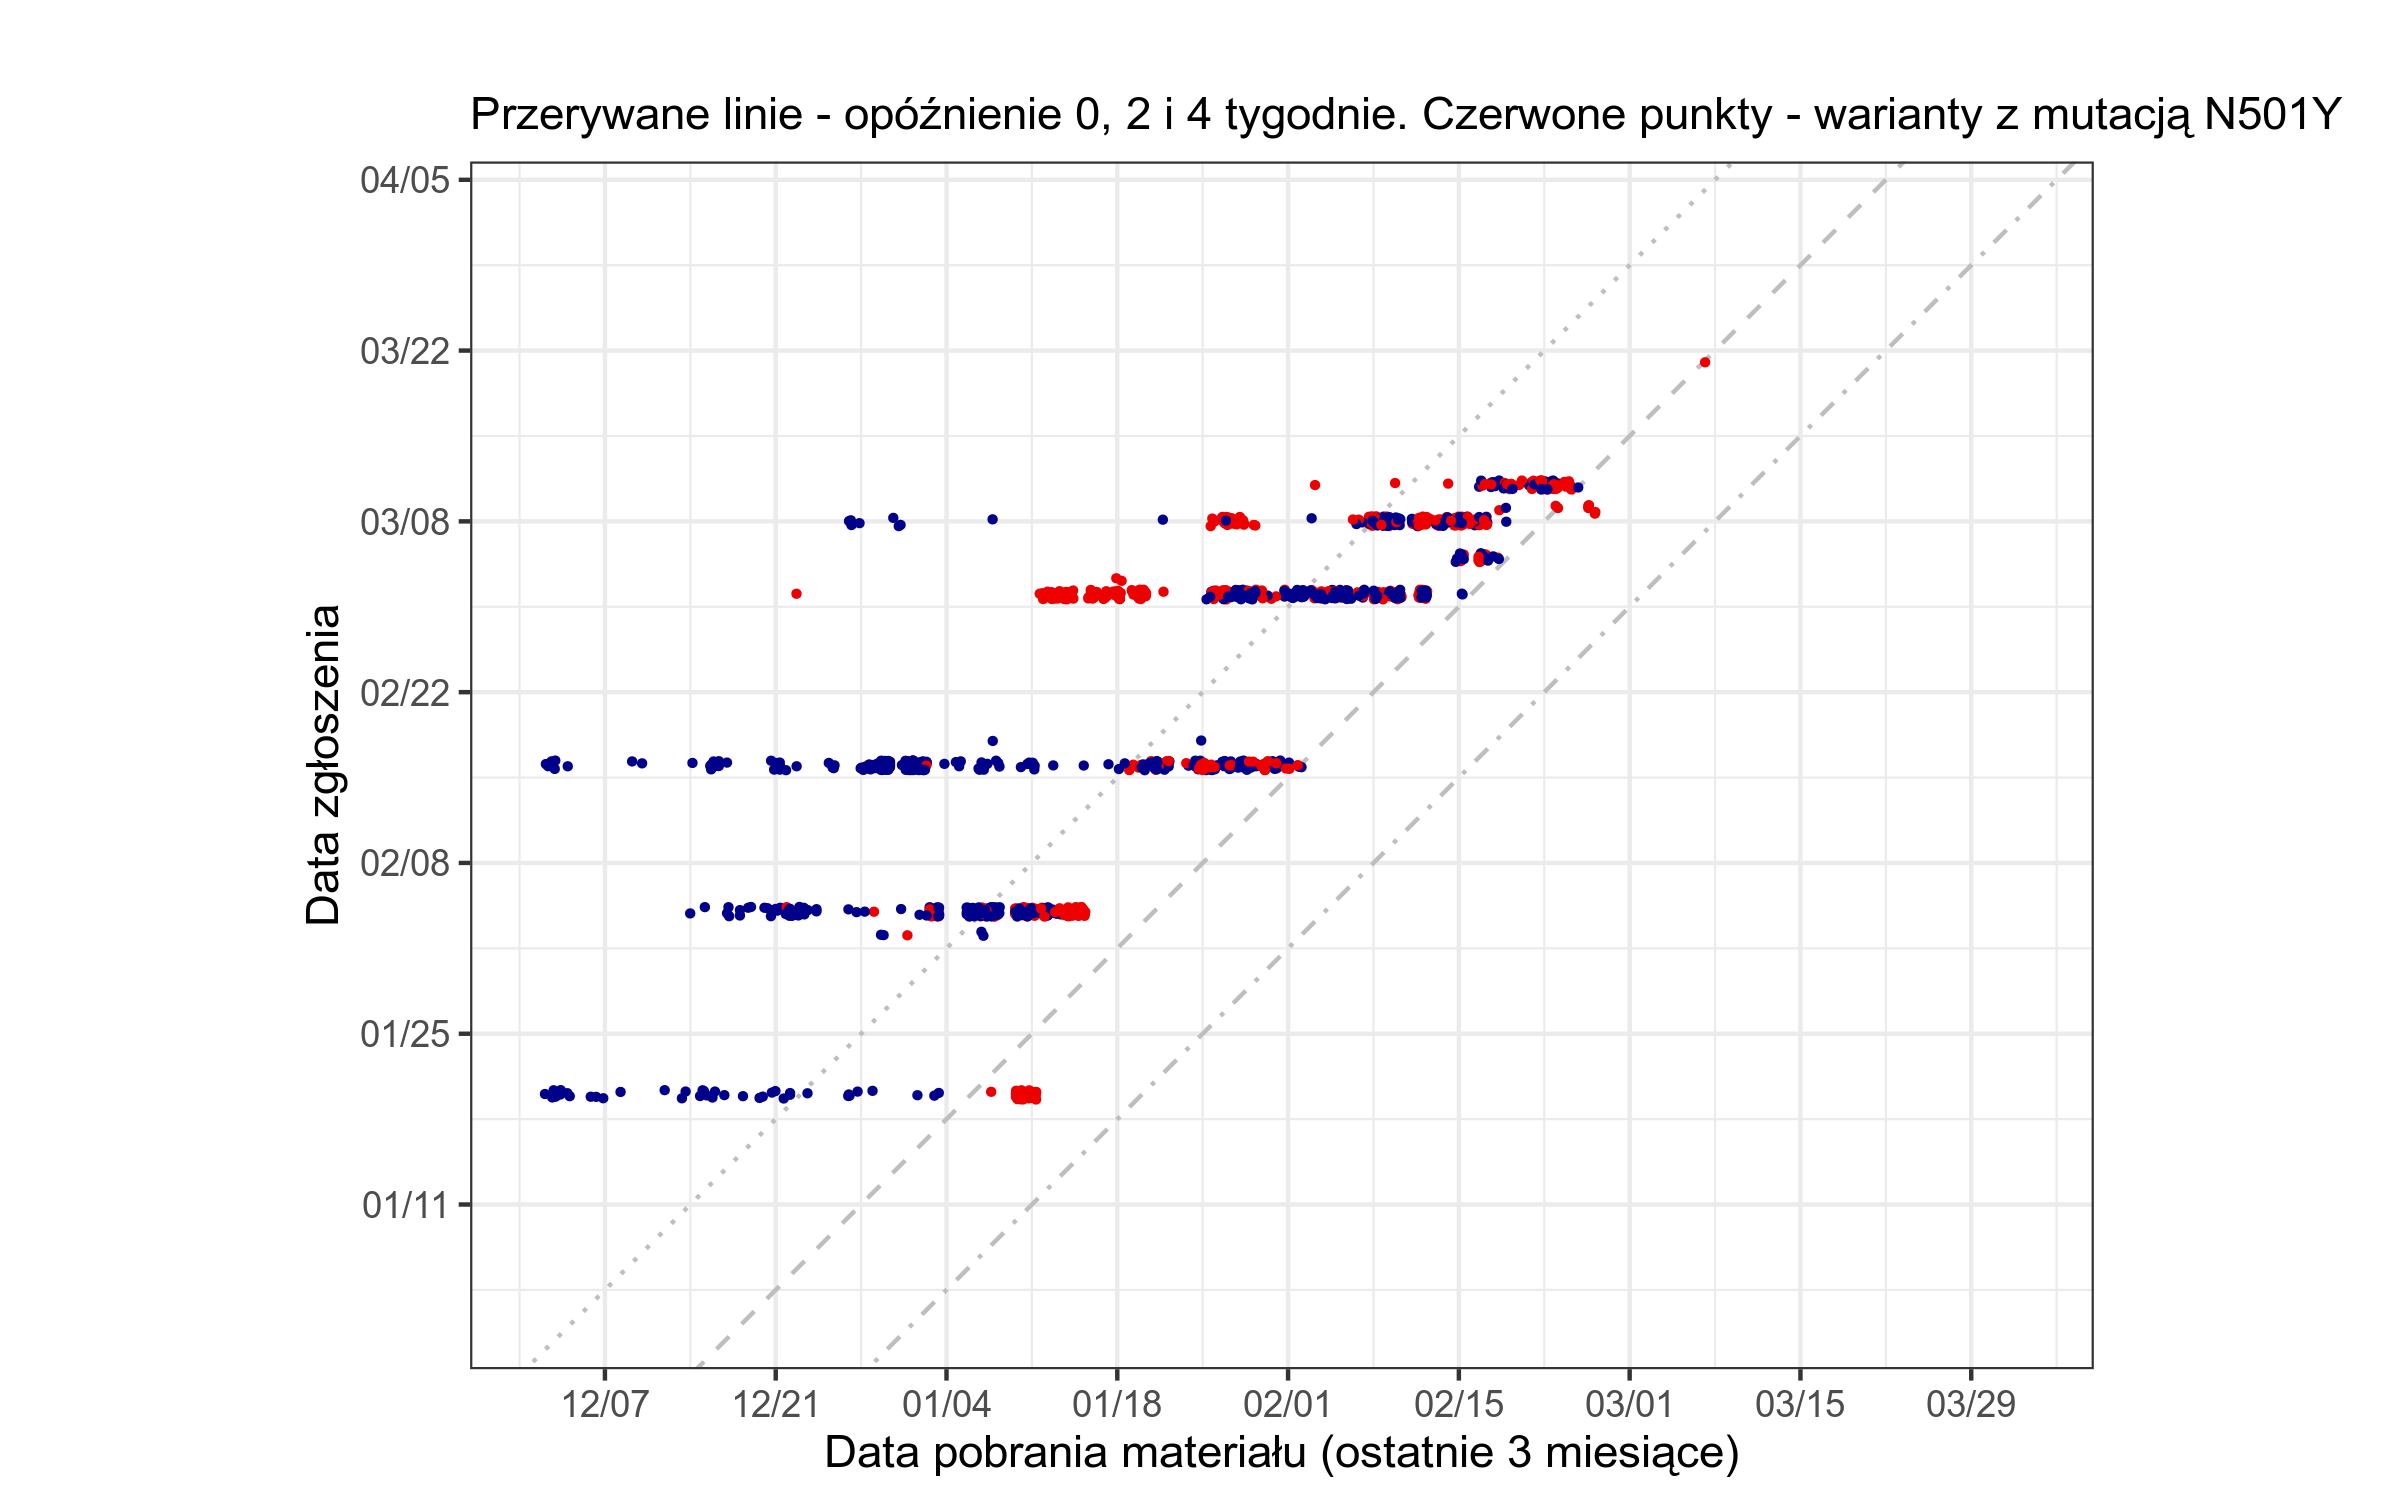 Przerywane linie - opóźnienie 0, 2 i 4 tygodnie. Czerwone punkty - warianty z mutacją N501Y
Data zgłoszenia
04/05
03/22
03/08
02/22
02/08
01/25
01/11
12/07 12/21 01/04 01/18 02/01 02/15 03/01 03/15 03/29
Data pobrania materiału (ostatnie 3 miesiące)